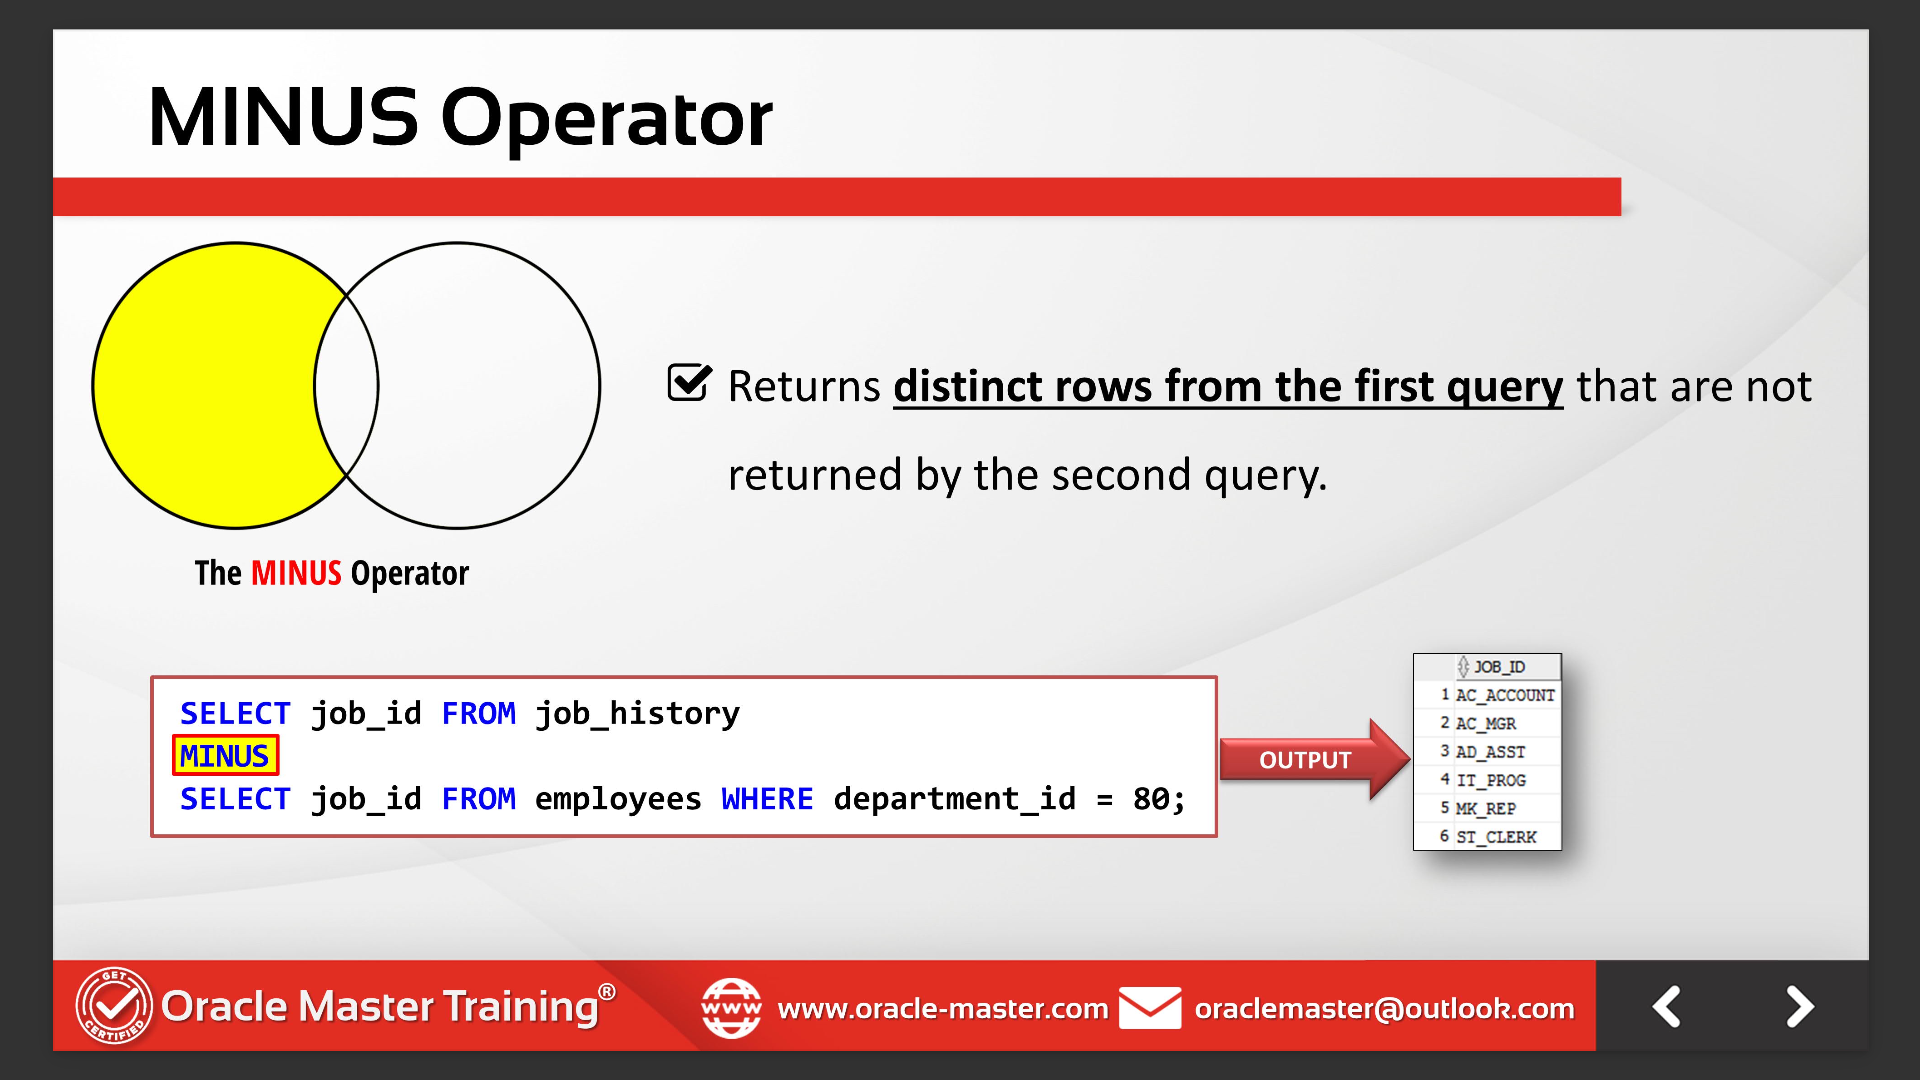 MINUS Operator
Returns distinct rows from the first query that are not
returned by the second query.
The MINUS Operator
SELECT job_id FROM job_history
MINUS
SELECT job_id FROM employees WHERE department_id = 80;
OUTPUT
JOB_ID
1 AC_ACCOUNT
2 AC_MGR
3 AD_ASST
4 IT_PROG
5 MK_REP
6 ST_CLERK
GET
CERTIFIED
Oracle Master Training®
www
www.oracle-master.com
oraclemaster@outlook.com